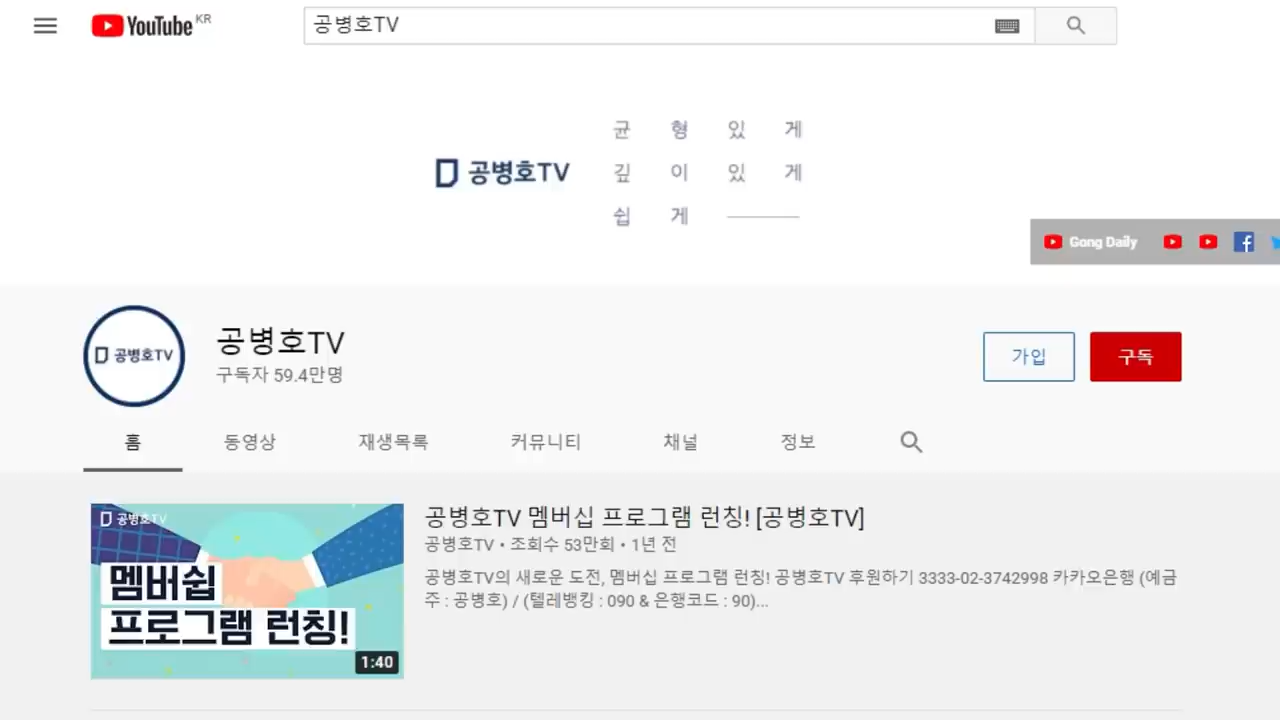 YouTube KR
공병호TV
균 형 있 게
공병호TV
깊 이 있 게
쉽 게
Gong Daily
공병호TV
공병호TV
구독자 59.4만명
가입
구독
홈 동영상 재생목록 커뮤니티 채널 정보
공병호TV
멤버쉽
프로그램 런칭!
1:40
공병호TV 멤버십 프로그램 런칭! [공병호TV]
공병호TV • 조회수 53만회 • 1년 전
공병호TV의 새로운 도전, 멤버십 프로그램 런칭! 공병호TV 후원하기 3333-02-3742998 카카오은행 (예금
주 : 공병호) / (텔레뱅킹 : 090 & 은행코드 : 90)...